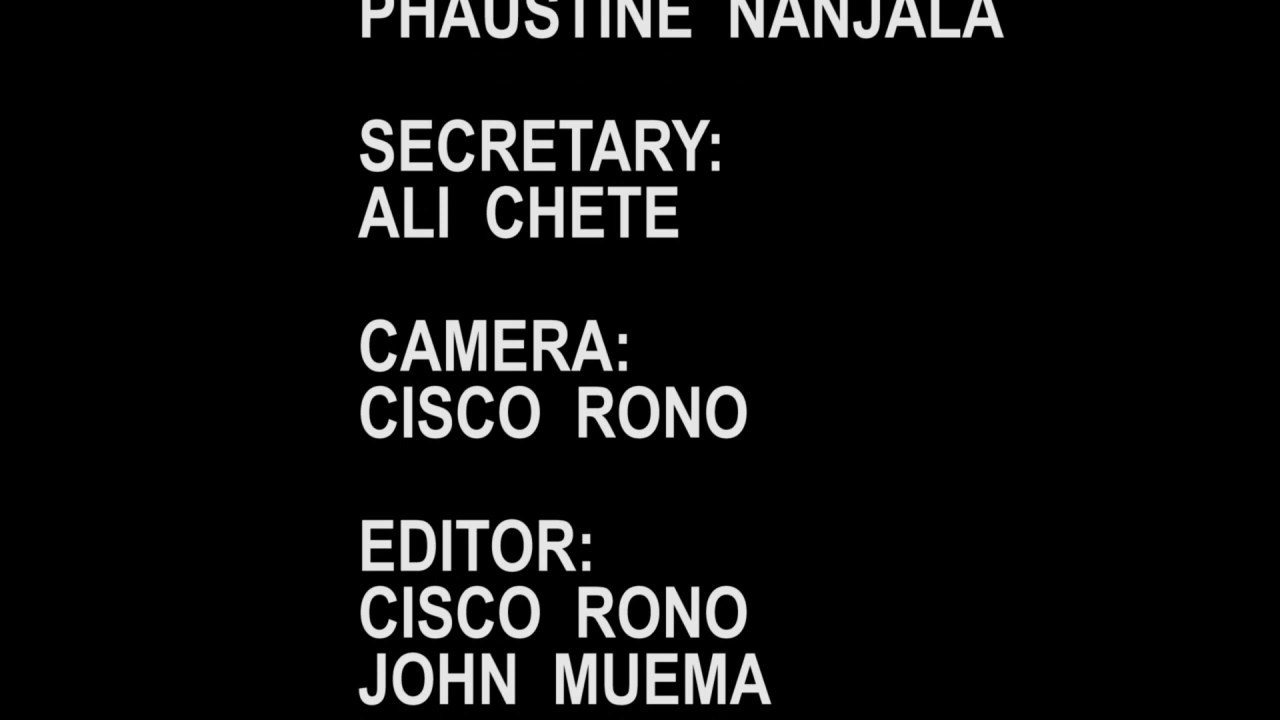 PHAUSTINE NANJALA
SECRETARY:
ALI CHETE
CAMERA:
CISCO RONO
EDITOR:
CISCO RONO
JOHN MUEMA